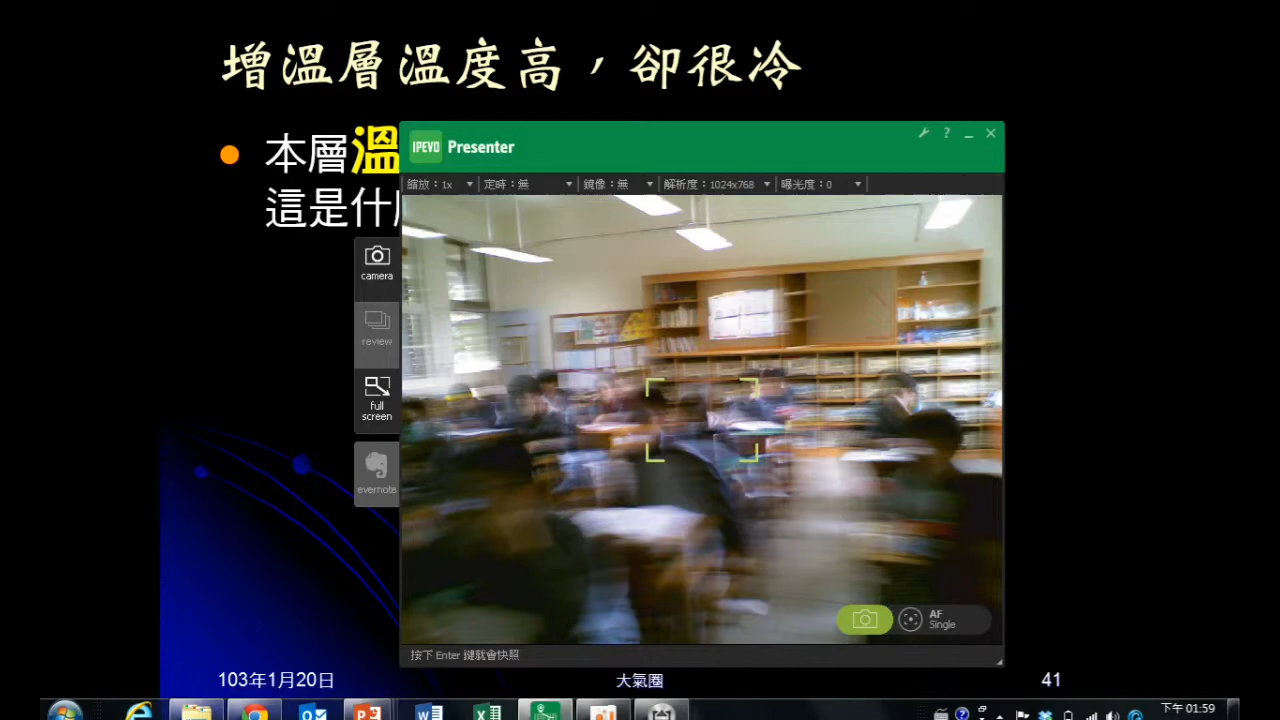 增溫層溫度高，卻很冷
本層溫
這是什
IPEVO Presenter
縮放：1x 定時：無 鏡像：無 解析度：1024x768 曝光度：0
camera
review
full
screen
evernote
AF
Single
按下 Enter 鍵就會快照
103年1月20日 大氣圈 41
下午 01:59